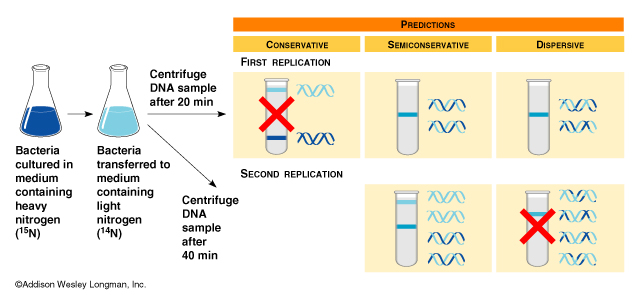 PREDICTIONS
CONSERVATIVE
SEMICONSERVATIVE
DISPERSIVE
FIRST REPLICATION
Centrifuge
DNA sample
after 20 min
Bacteria
cultured in
medium
containing
heavy
nitrogen
(¹⁵N)
Bacteria
transferred to
medium
containing
light
nitrogen
(¹⁴N)
SECOND REPLICATION
Centrifuge
DNA
sample
after
40 min
©Addison Wesley Longman, Inc.